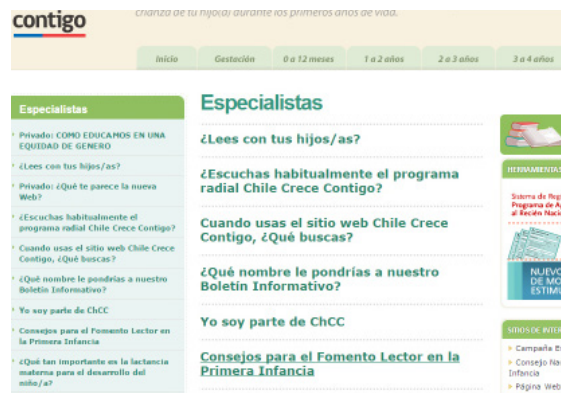 contigo
crianza de tu hijo(a) durante los primeros años de vida.
Inicio
Gestación
0 a 12 meses
1 a 2 años
2 a 3 años
3 a 4 años
Especialistas
Privado: COMO EDUCAMOS EN UNA
EQUIDAD DE GENERO
¿Lees con tus hijos/as?
Privado: ¿Qué te parece la nueva
Web?
¿Escuchas habitualmente el
programa radial Chile Crece Contigo?
Cuando usas el sitio web Chile Crece
Contigo, ¿Qué buscas?
¿Qué nombre le pondrías a nuestro
Boletín Informativo?
Yo soy parte de ChCC
Consejos para el Fomento Lector en
la Primera Infancia
¿Qué tan importante es la lactancia
materna para el desarrollo del
niño/a?
Especialistas
¿Lees con tus hijos/as?
¿Escuchas habitualmente el programa
radial Chile Crece Contigo?
Cuando usas el sitio web Chile Crece
Contigo, ¿Qué buscas?
¿Qué nombre le pondrías a nuestro
Boletín Informativo?
Yo soy parte de ChCC
Consejos para el Fomento Lector en la
Primera Infancia
HERRAMIENTAS
Sistema de Reg
Programa de A
al Recién Naci
NUEVO
DE MO
ESTIMU
SITIOS DE INTER
Campaña E
Consejo Na
Infancia
Página Web